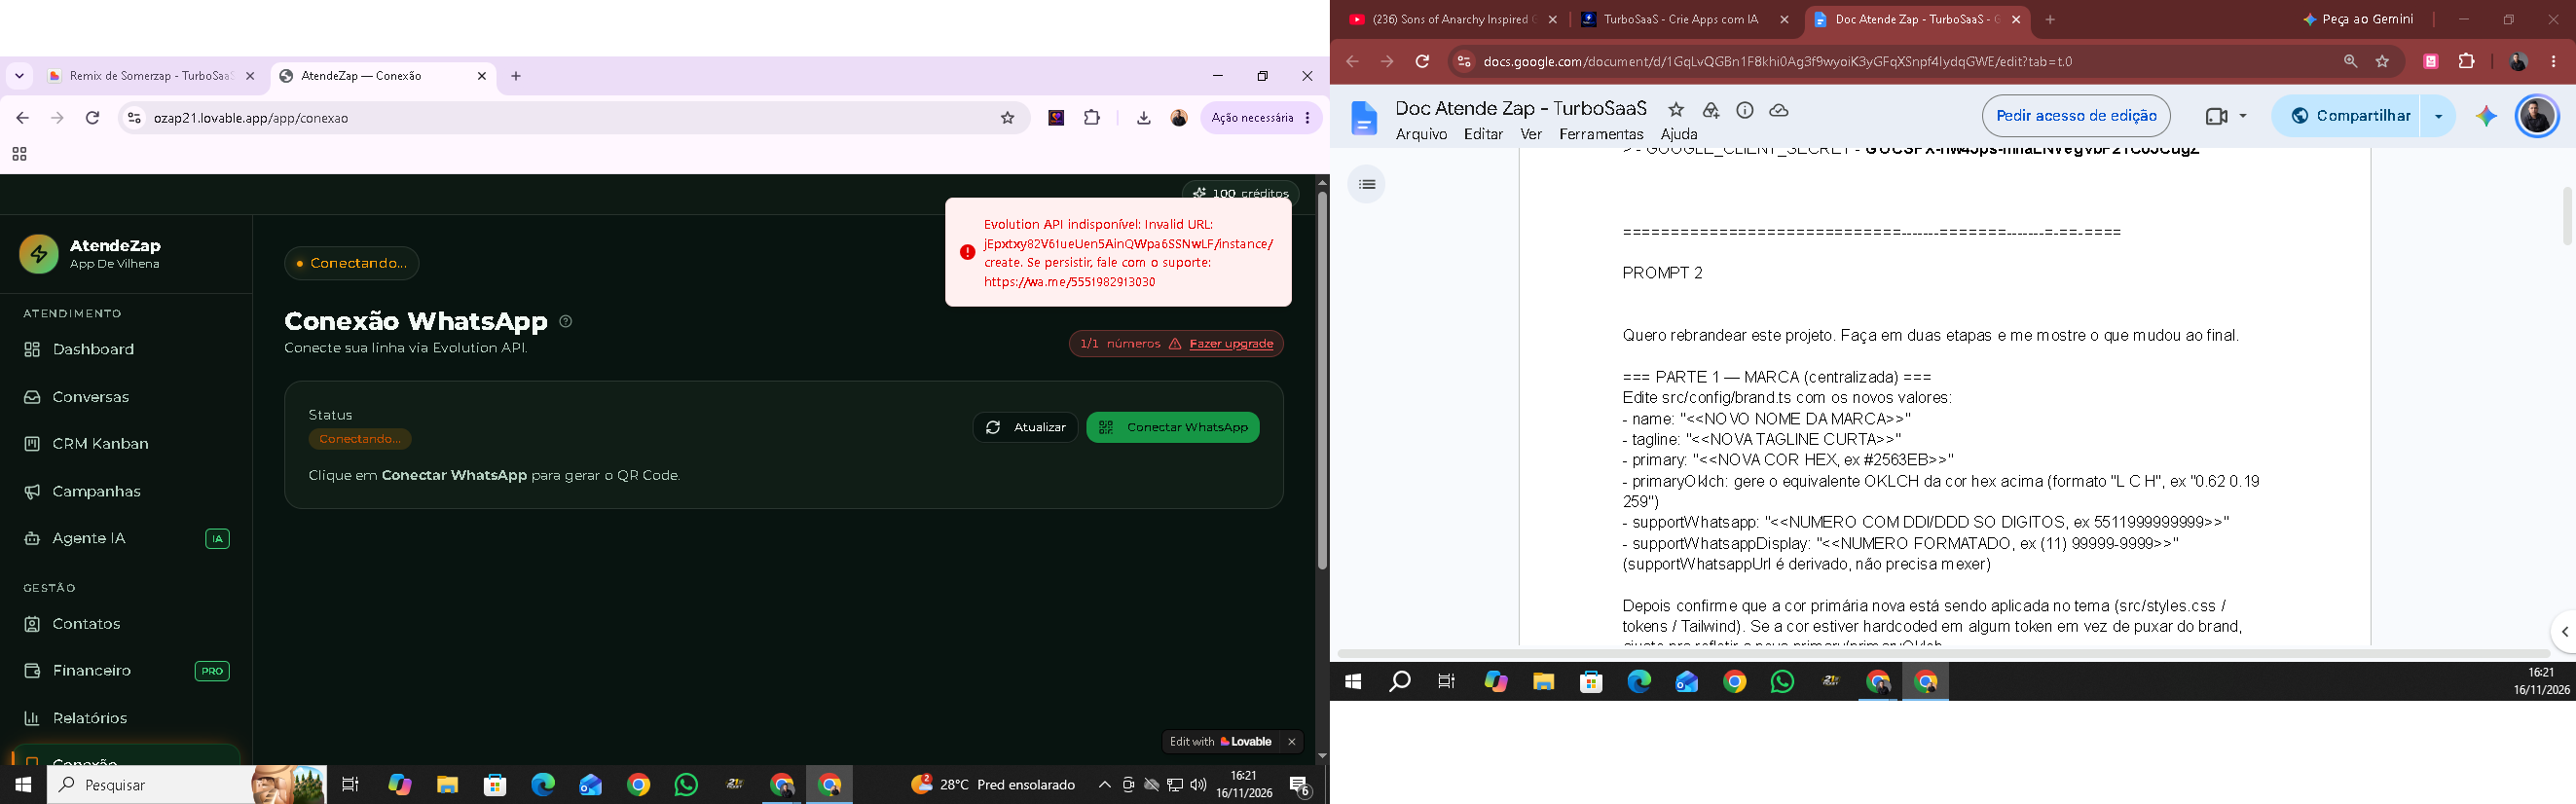 Remix de Somerzap - TurboSaaS
AtendeZap — Conexão
ozap21.lovable.app/app/conexao
Ação necessária
100 créditos
AtendeZap
App De Vilhena
ATENDIMENTO
Dashboard
Conversas
CRM Kanban
Campanhas
Agente IA
IA
GESTÃO
Contatos
Financeiro
PRO
Relatórios
Conexão
Conectando...
Conexão WhatsApp
Conecte sua linha via Evolution API.
Evolution API indisponível: Invalid URL:
jEpxtxy82V61ueUen5AinQWpa6SSNwLF/instance/
create. Se persistir, fale com o suporte:
https://wa.me/5551982913030
1/1 números Fazer upgrade
Status
Conectando...
Atualizar
Conectar WhatsApp
Clique em Conectar WhatsApp para gerar o QR Code.
Edit with Lovable
Pesquisar
2
28°C Pred ensolarado
16:21
16/11/2026
6
(236) Sons of Anarchy Inspired
TurboSaaS - Crie Apps com IA
Doc Atende Zap - TurboSaaS - G
Peça ao Gemini
docs.google.com/document/d/1GqLvQGBn1F8khi0Ag3f9wyoiK3yGFqXSnpf4IydqGWE/edit?tab=t.0
Doc Atende Zap - TurboSaaS
Arquivo Editar Ver Ferramentas Ajuda
Pedir acesso de edição
Compartilhar
> - GOOGLE_CLIENT_SECRET -
=============================-------=======-------=-==-====
PROMPT 2
Quero rebrandear este projeto. Faça em duas etapas e me mostre o que mudou ao final.
=== PARTE 1 — MARCA (centralizada) ===
Edite src/config/brand.ts com os novos valores:
- name: "<<NOVO NOME DA MARCA>>"
- tagline: "<<NOVA TAGLINE CURTA>>"
- primary: "<<NOVA COR HEX, ex #2563EB>>"
- primaryOklch: gere o equivalente OKLCH da cor hex acima (formato "L C H", ex "0.62 0.19
259")
- supportWhatsapp: "<<NUMERO COM DDI/DDD SO DIGITOS, ex 5511999999999>>"
- supportWhatsappDisplay: "<<NUMERO FORMATADO, ex (11) 99999-9999>>"
(supportWhatsappUrl é derivado, não precisa mexer)
Depois confirme que a cor primária nova está sendo aplicada no tema (src/styles.css /
tokens / Tailwind). Se a cor estiver hardcoded em algum token em vez de puxar do brand,
ajuste pra refletir a nova primary/primaryOklch
16:21
16/11/2026